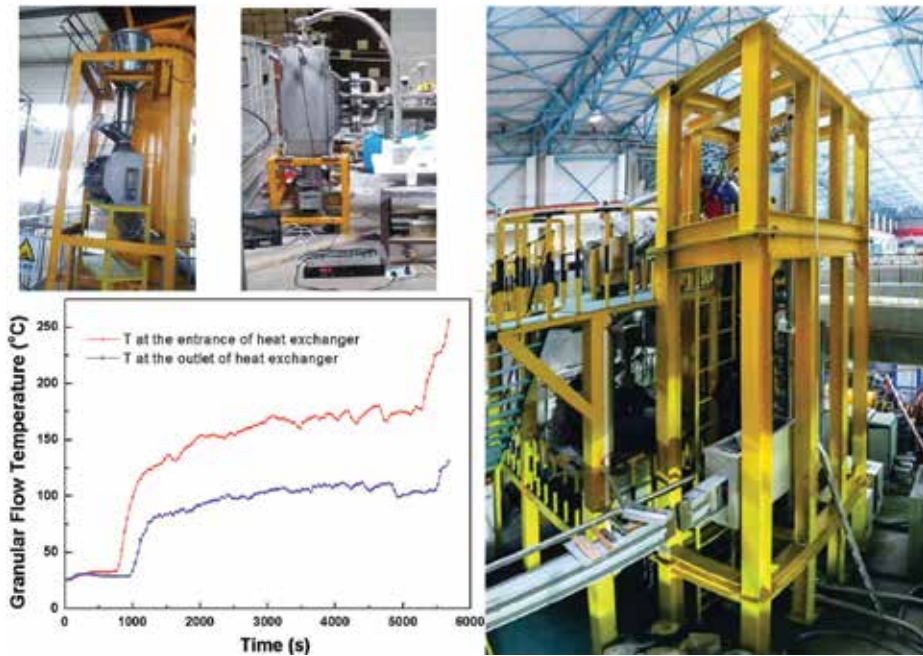 250
200
150
100
50
0
Granular Flow Temperature (°C)
T at the entrance of heat exchanger
T at the outlet of heat exchanger
0 1000 2000 3000 4000 5000 6000
Time (s)